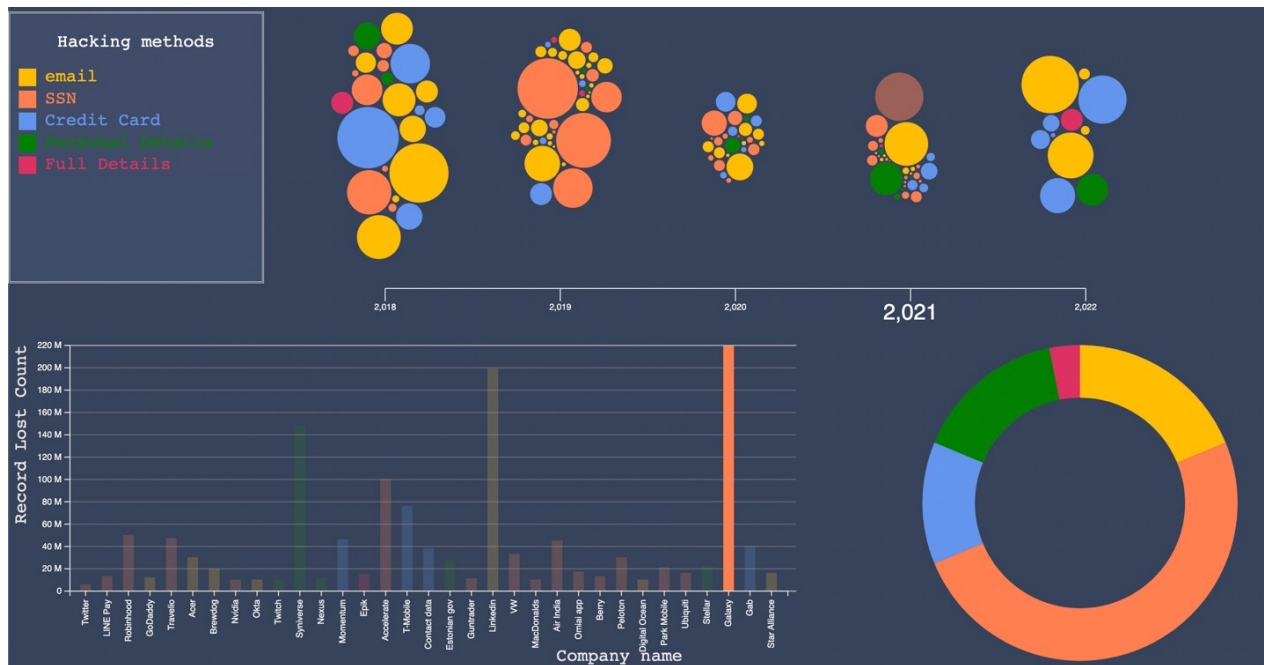 Hacking methods
email
SSN
Credit Card
Personal Details
Full Details
2,018
2,019
2,020
2,021
2,022
Record Lost Count
220 M
200 M
180 M
160 M
140 M
120 M
100 M
80 M
60 M
40 M
20 M
0
Twitter
LINE Pay
Robinhood
GoDaddy
Travelio
Acer
Brewdog
Nvidia
Okta
Twitch
Syniverse
Nexus
Momentum
Epik
Accelerate
T-Mobile
Contact data
Estonian gov
Guntrader
Linkedin
VW
MacDonalds
Air India
Omiai app
Berry
Peloton
Digital Ocean
Park Mobile
Ubiquiti
Stellar
Galaxy
Gab
Star Alliance
Company name